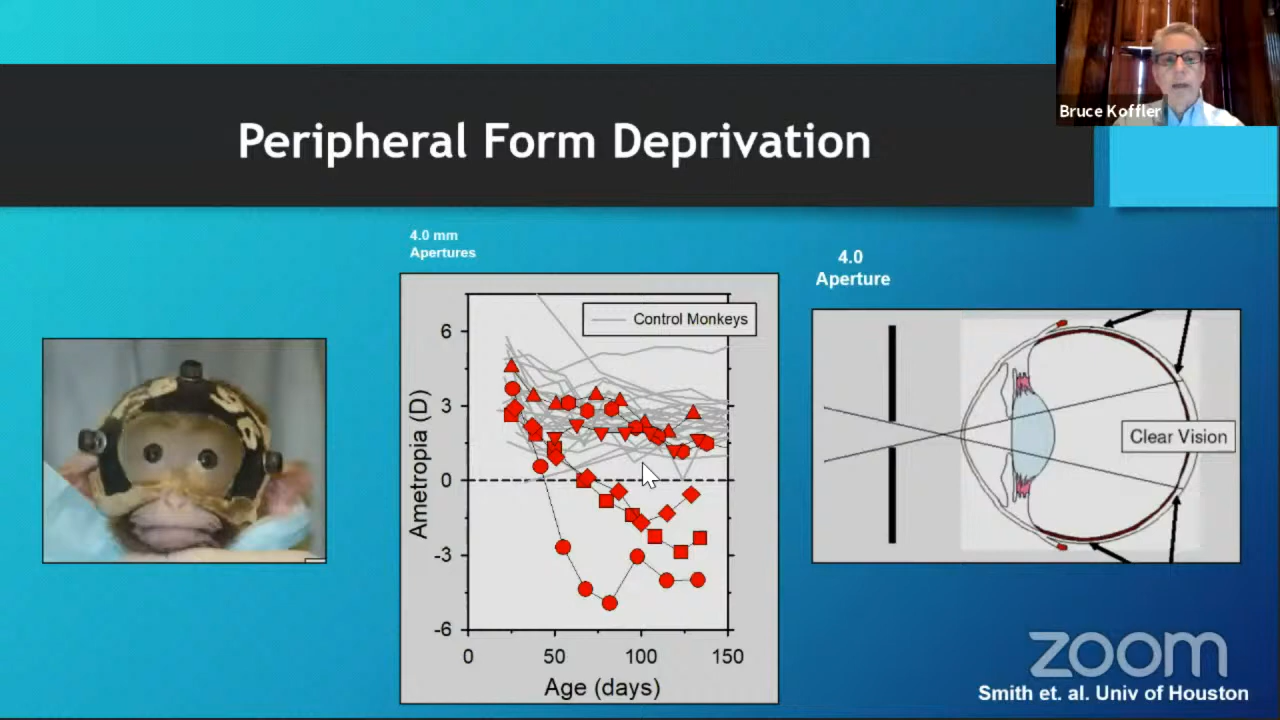 Bruce Koffler
Peripheral Form Deprivation
4.0 mm
Apertures
Control Monkeys
6
3
0
-3
-6
Ametropia (D)
0 50 100 150
Age (days)
4.0
Aperture
Clear Vision
zoom
Smith et. al. Univ of Houston